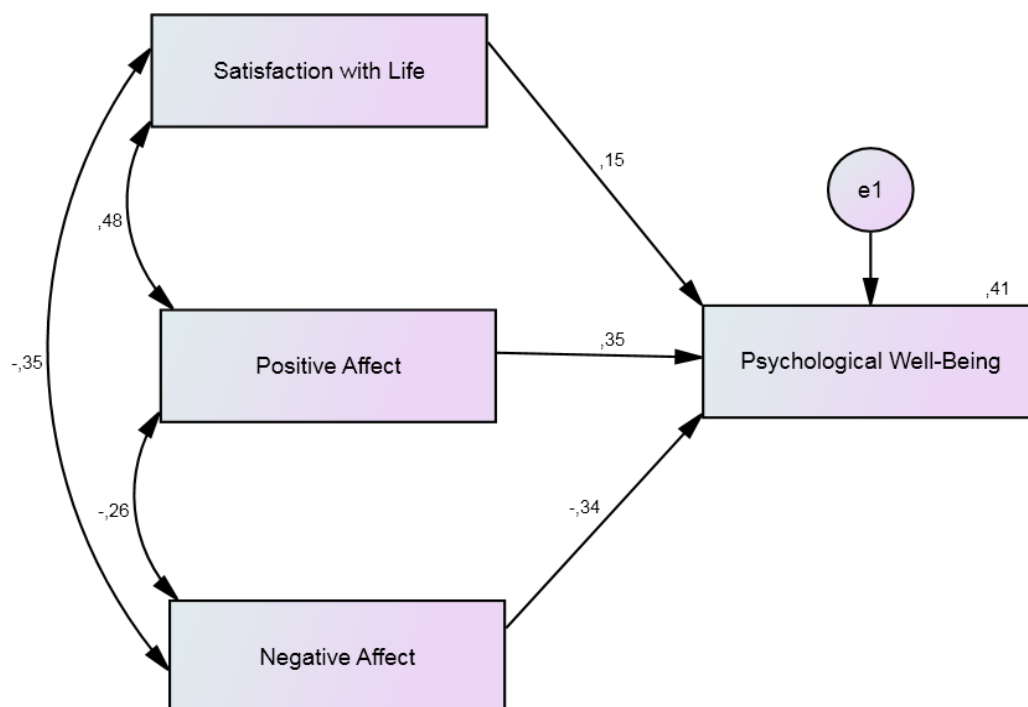 Satisfaction with Life
,15
e1
,48
,41
Positive Affect
,35
Psychological Well-Being
-,35
-,26
-,34
Negative Affect